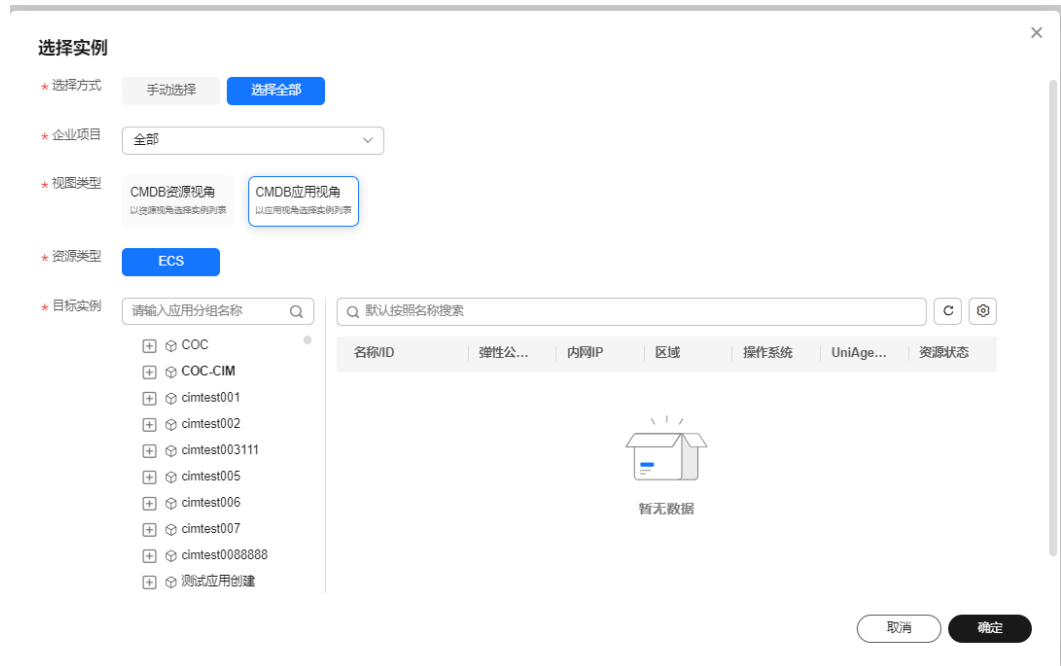 选择实例
选择方式
手动选择
选择全部
企业项目
全部
视图类型
CMDB资源视角
以资源视角选择实例列表
CMDB应用视角
以应用视角选择实例列表
资源类型
ECS
目标实例
请输入应用分组名称
默认按照名称搜索
COC
COC-CIM
cimtest001
cimtest002
cimtest003111
cimtest005
cimtest006
cimtest007
cimtest0088888
测试应用创建
名称/ID
弹性公...
内网IP
区域
操作系统
UniAge...
资源状态
暂无数据
取消
确定